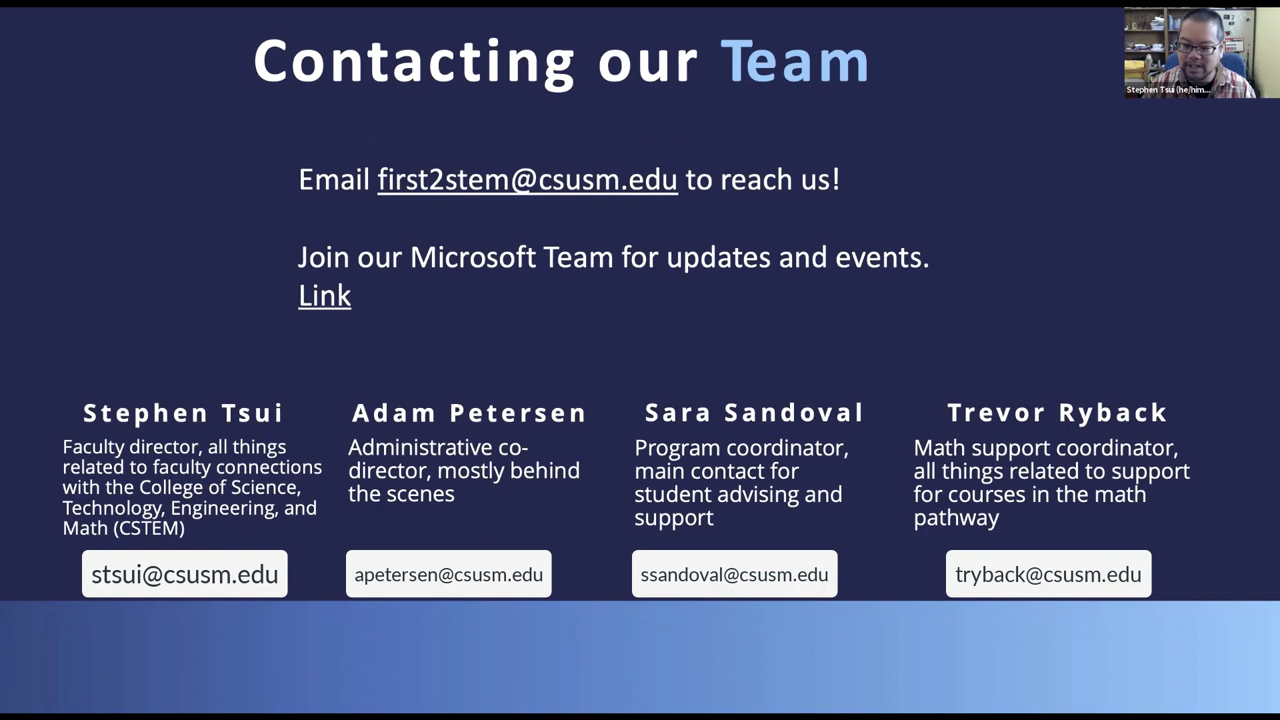 Contacting our Team
Stephen Tsui (he/him...
Email first2stem@csusm.edu to reach us!
Join our Microsoft Team for updates and events.
Link
Stephen Tsui
Faculty director, all things
related to faculty connections
with the College of Science,
Technology, Engineering, and
Math (CSTEM)
stsui@csusm.edu
Adam Petersen
Administrative co-
director, mostly behind
the scenes
apetersen@csusm.edu
Sara Sandoval
Program coordinator,
main contact for
student advising and
support
ssandoval@csusm.edu
Trevor Ryback
Math support coordinator,
all things related to support
for courses in the math
pathway
tryback@csusm.edu